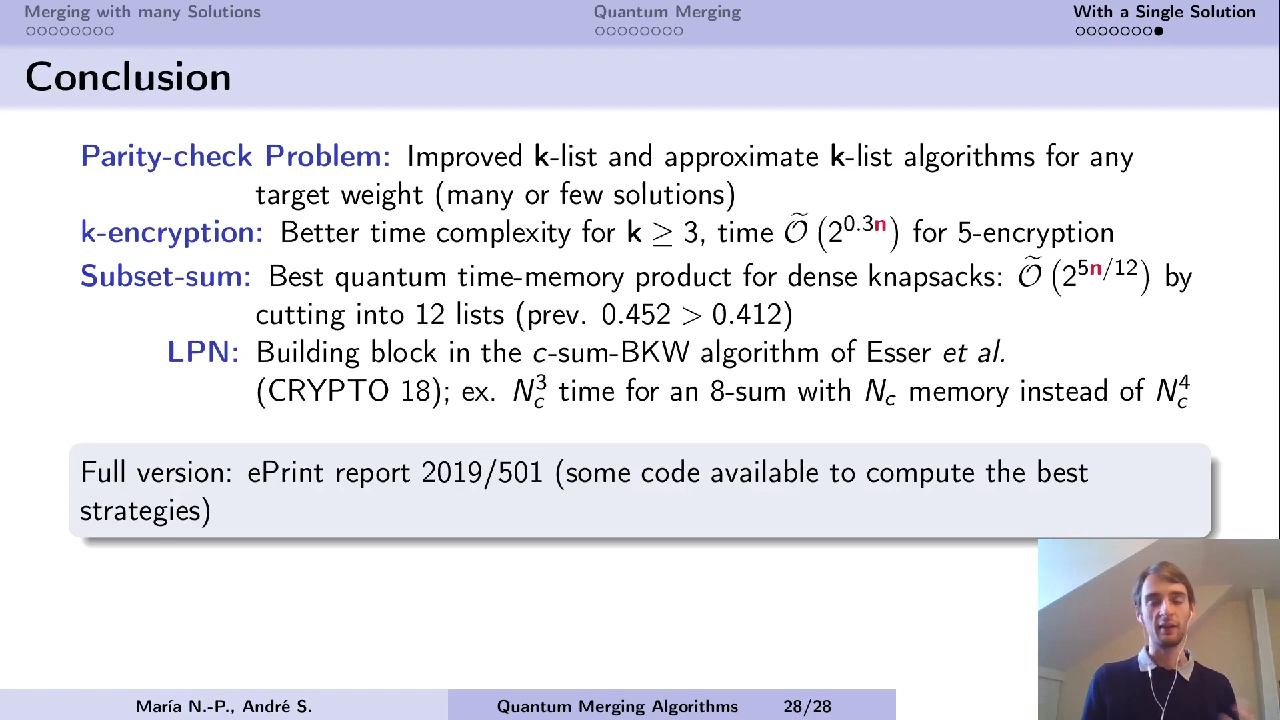 Merging with many Solutions
Quantum Merging
With a Single Solution
Conclusion
Parity-check Problem: Improved k-list and approximate k-list algorithms for any
target weight (many or few solutions)
k-encryption: Better time complexity for k ≥ 3, time Õ(2^{0.3n}) for 5-encryption
Subset-sum: Best quantum time-memory product for dense knapsacks: Õ(2^{5n/12}) by
cutting into 12 lists (prev. 0.452 > 0.412)
LPN: Building block in the c-sum-BKW algorithm of Esser et al.
(CRYPTO 18); ex. N_c^3 time for an 8-sum with N_c memory instead of N_c^4
Full version: ePrint report 2019/501 (some code available to compute the best
strategies)
María N.-P., André S.
Quantum Merging Algorithms
28/28